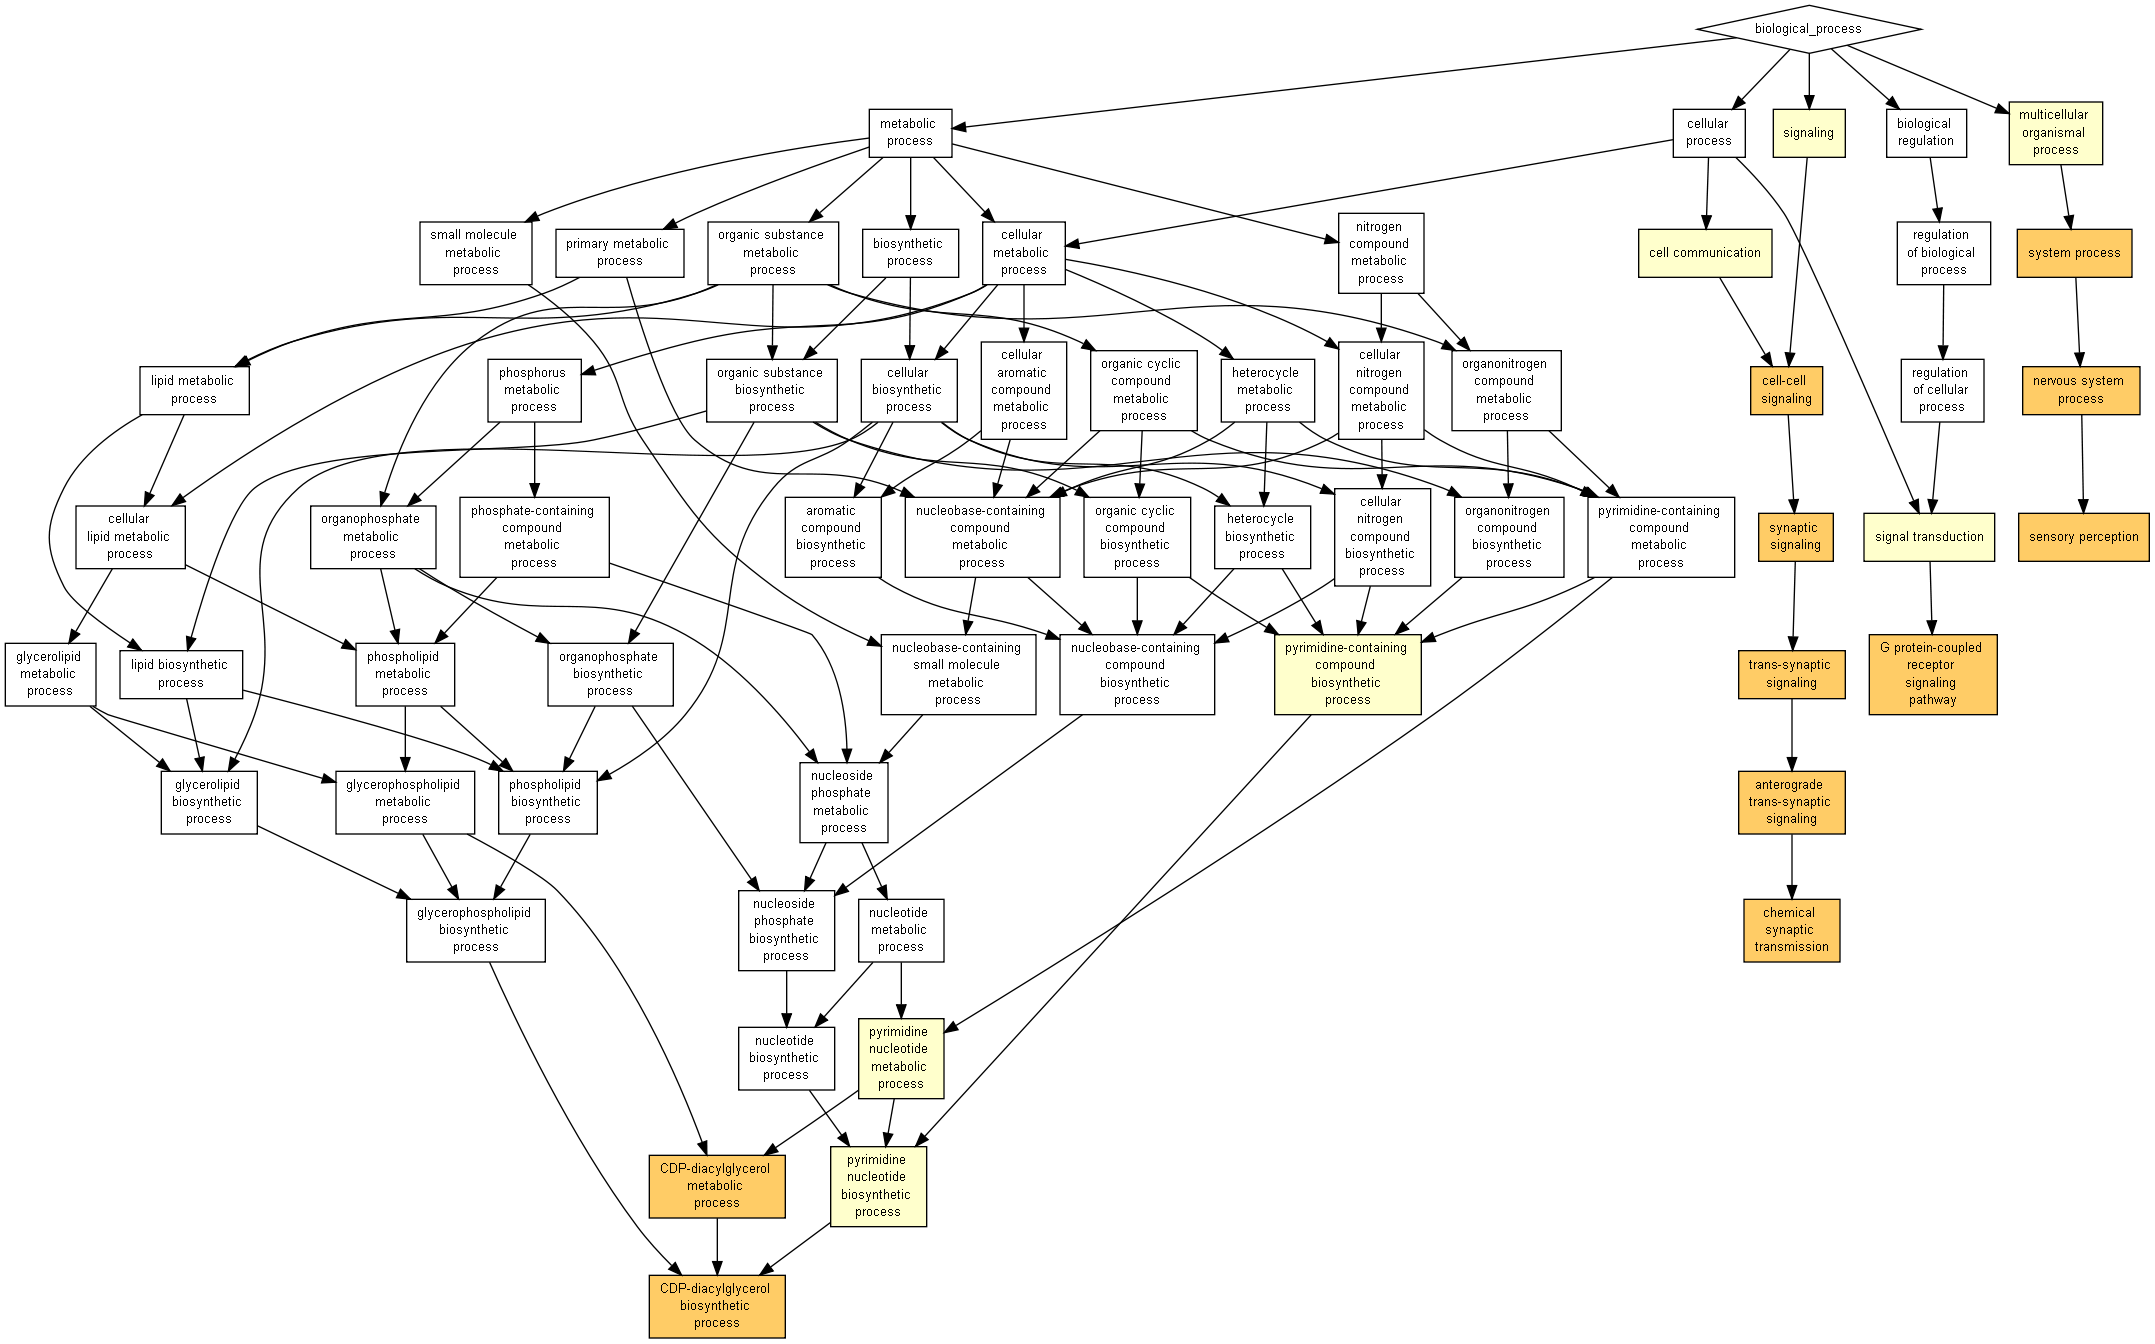 biological_process
metabolic
process
cellular
process
signaling
biological
regulation
multicellular
organismal
process
small molecule
metabolic
process
primary metabolic
process
organic substance
metabolic
process
biosynthetic
process
cellular
metabolic
process
nitrogen
compound
metabolic
process
cell communication
regulation
of biological
process
system process
lipid metabolic
process
phosphorus
metabolic
process
organic substance
biosynthetic
process
cellular
biosynthetic
process
cellular
aromatic
compound
metabolic
process
organic cyclic
compound
metabolic
process
heterocycle
metabolic
process
cellular
nitrogen
compound
metabolic
process
organonitrogen
compound
metabolic
process
cell-cell
signaling
regulation
of cellular
process
nervous system
process
cellular
lipid metabolic
process
organophosphate
metabolic
process
phosphate-containing
compound
metabolic
process
aromatic
compound
biosynthetic
process
nucleobase-containing
compound
metabolic
process
organic cyclic
compound
biosynthetic
process
heterocycle
biosynthetic
process
cellular
nitrogen
compound
biosynthetic
process
organonitrogen
compound
biosynthetic
process
pyrimidine-containing
compound
metabolic
process
synaptic
signaling
signal transduction
sensory perception
glycerolipid
metabolic
process
lipid biosynthetic
process
phospholipid
metabolic
process
organophosphate
biosynthetic
process
nucleobase-containing
small molecule
metabolic
process
nucleobase-containing
compound
biosynthetic
process
pyrimidine-containing
compound
biosynthetic
process
trans-synaptic
signaling
G protein-coupled
receptor
signaling
pathway
glycerolipid
biosynthetic
process
glycerophospholipid
metabolic
process
phospholipid
biosynthetic
process
nucleoside
phosphate
metabolic
process
anterograde
trans-synaptic
signaling
glycerophospholipid
biosynthetic
process
nucleoside
phosphate
biosynthetic
process
nucleotide
metabolic
process
chemical
synaptic
transmission
nucleotide
biosynthetic
process
pyrimidine
nucleotide
metabolic
process
CDP-diacylglycerol
metabolic
process
pyrimidine
nucleotide
biosynthetic
process
CDP-diacylglycerol
biosynthetic
process